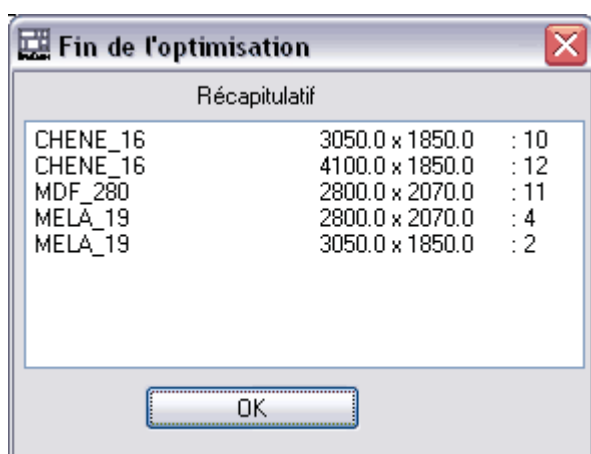 Fin de l'optimisation
Récapitulatif
CHENE_16 3050.0 x 1850.0 : 10
CHENE_16 4100.0 x 1850.0 : 12
MDF_280 2800.0 x 2070.0 : 11
MELA_19 2800.0 x 2070.0 : 4
MELA_19 3050.0 x 1850.0 : 2
OK